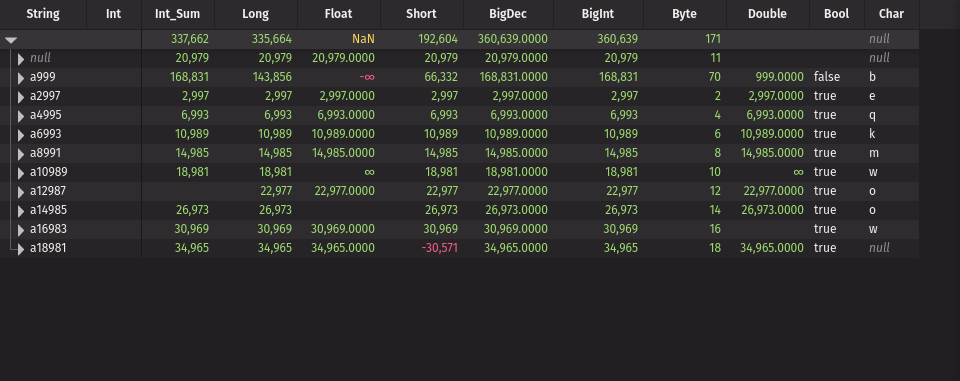 String Int Int_Sum Long Float Short BigDec BigInt Byte Double Bool Char
337,662 335,664 NaN 192,604 360,639.0000 360,639 171 null
null 20,979 20,979 20,979.0000 20,979 20,979.0000 20,979 11 null
a999 168,831 143,856 -∞ 66,332 168,831.0000 168,831 70 999.0000 false b
a2997 2,997 2,997 2,997.0000 2,997 2,997.0000 2,997 2 2,997.0000 true e
a4995 6,993 6,993 6,993.0000 6,993 6,993.0000 6,993 4 6,993.0000 true q
a6993 10,989 10,989 10,989.0000 10,989 10,989.0000 10,989 6 10,989.0000 true k
a8991 14,985 14,985 14,985.0000 14,985 14,985.0000 14,985 8 14,985.0000 true m
a10989 18,981 18,981 ∞ 18,981 18,981.0000 18,981 10 ∞ true w
a12987 22,977 22,977.0000 22,977 22,977.0000 22,977 12 22,977.0000 true o
a14985 26,973 26,973 26,973 26,973.0000 26,973 14 26,973.0000 true o
a16983 30,969 30,969 30,969.0000 30,969 30,969.0000 30,969 16 true w
a18981 34,965 34,965 34,965.0000 -30,571 34,965.0000 34,965 18 34,965.0000 true null